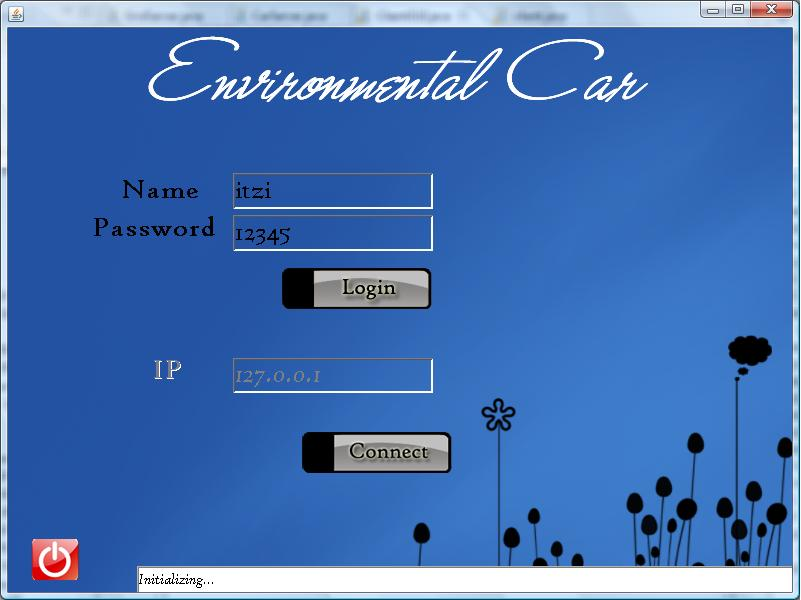 Environmental Car
Name itzi
Password 12345
Login
IP 127.0.0.1
Connect
Initializing...